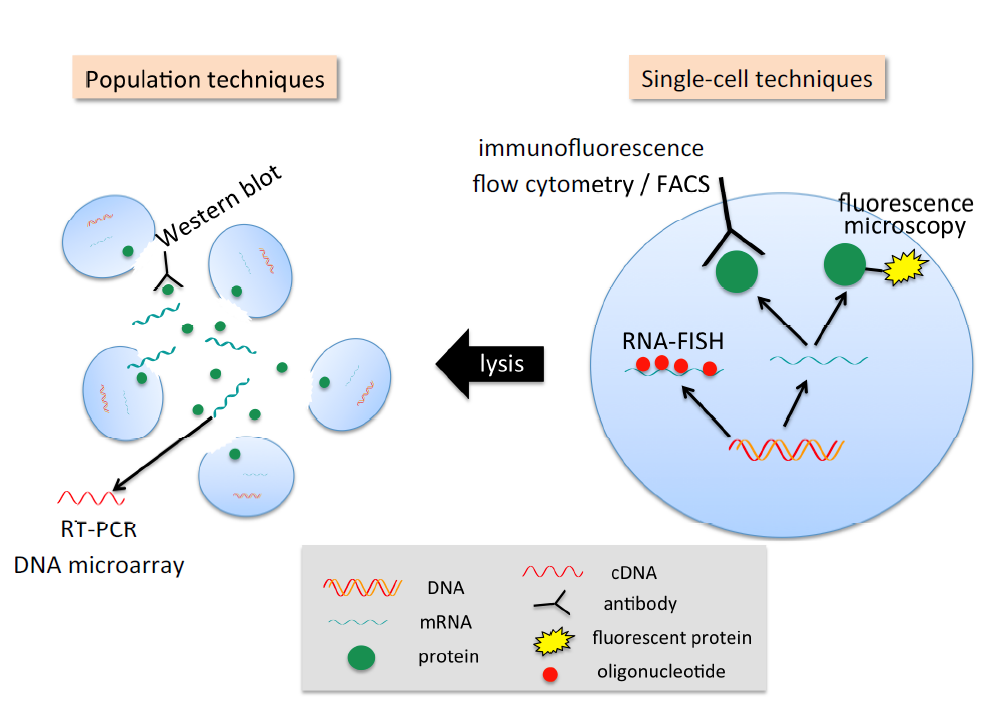 Population techniques
Single-cell techniques
immunofluorescence
flow cytometry / FACS
Western blot
fluorescence
microscopy
RNA-FISH
lysis
RT-PCR
DNA microarray
DNA
mRNA
protein
cDNA
antibody
fluorescent protein
oligonucleotide